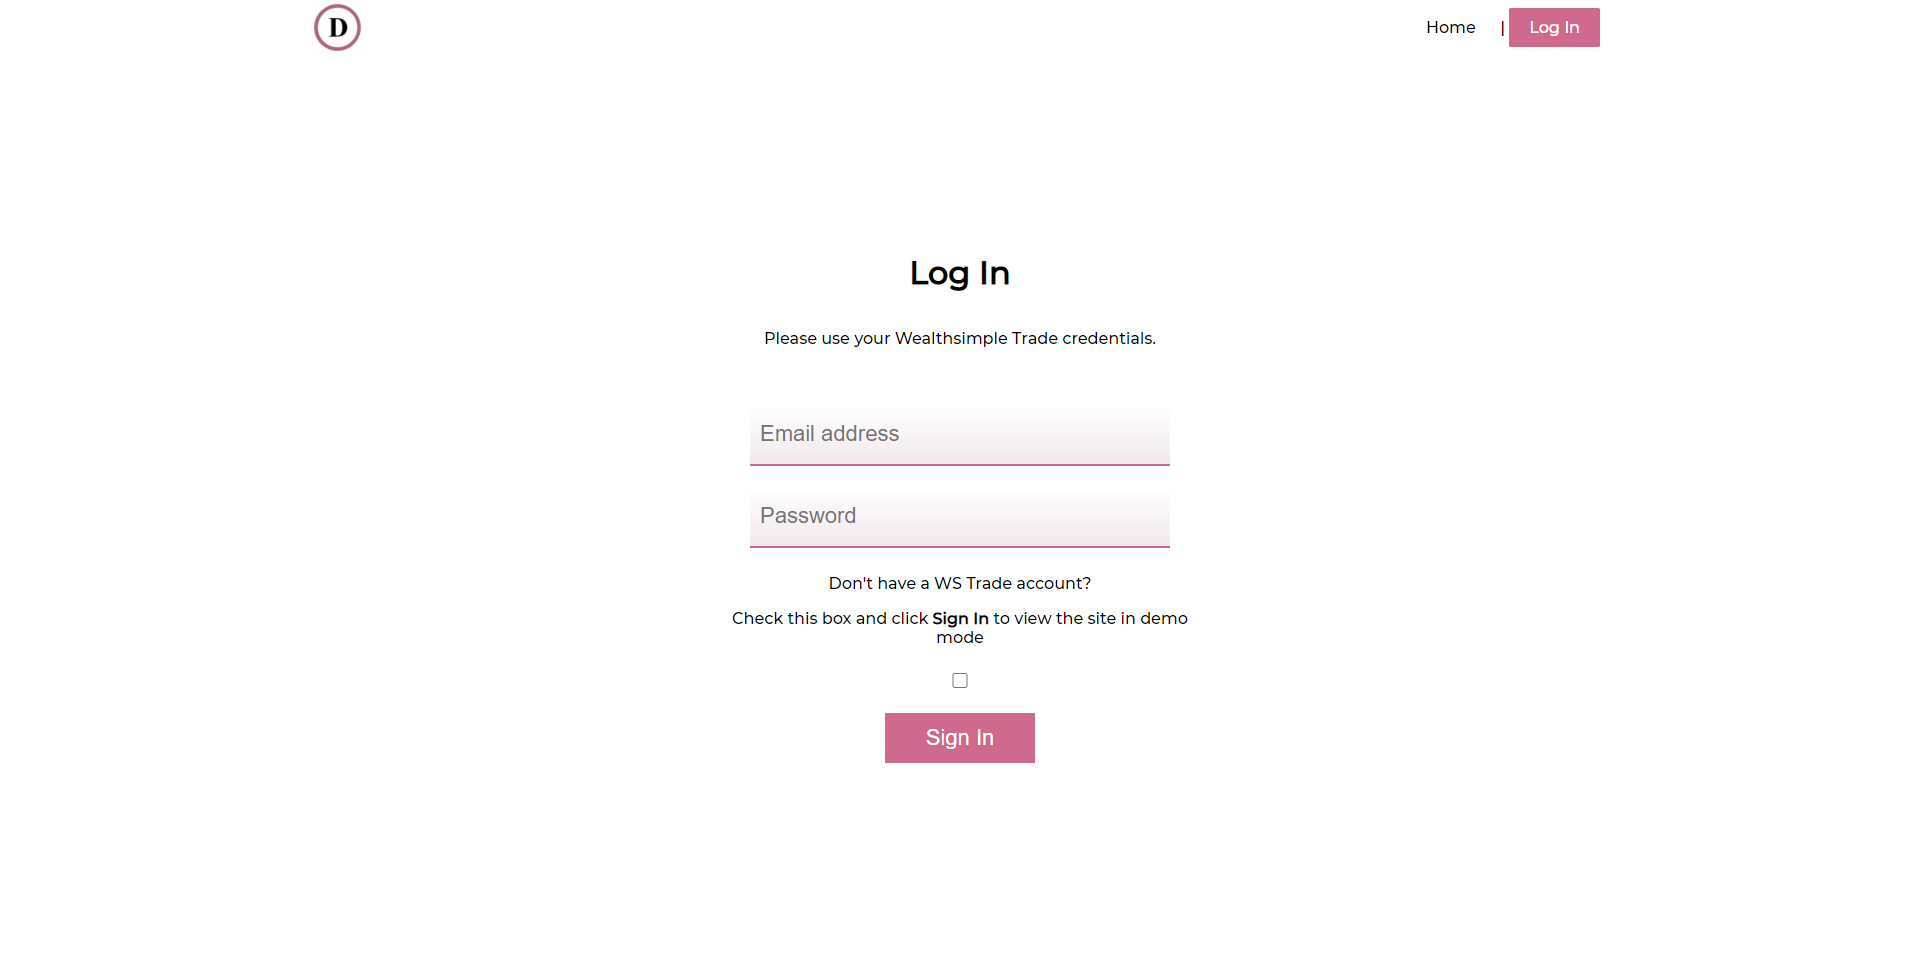 D
Home | Log In
Log In
Please use your Wealthsimple Trade credentials.
Email address
Password
Don't have a WS Trade account?
Check this box and click Sign In to view the site in demo
mode
Sign In